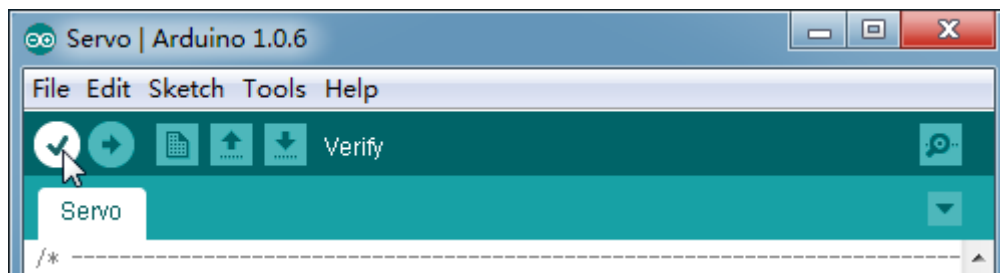 Servo | Arduino 1.0.6
File Edit Sketch Tools Help
Verify
Servo
/* --------------------------------------------------------------------------